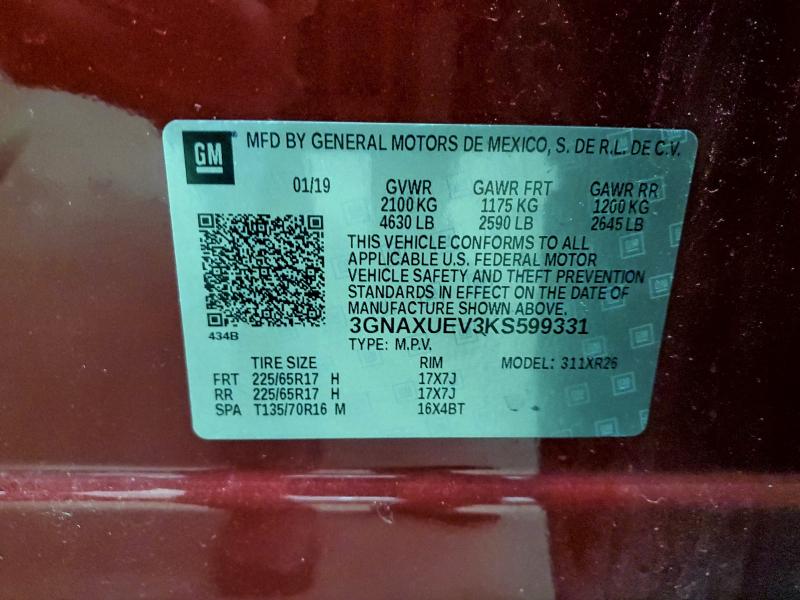 GM
MFD BY GENERAL MOTORS DE MEXICO, S. DE R.L. DE C.V.
01/19 GVWR GAWR FRT GAWR RR
2100 KG 1175 KG 1200 KG
4630 LB 2590 LB 2645 LB
THIS VEHICLE CONFORMS TO ALL
APPLICABLE U.S. FEDERAL MOTOR
VEHICLE SAFETY AND THEFT PREVENTION
STANDARDS IN EFFECT ON THE DATE OF
MANUFACTURE SHOWN ABOVE.
3GNAXUEV3KS599331
434B
TYPE: M.P.V.
TIRE SIZE RIM MODEL: 311XR26
FRT 225/65R17 H 17X7J
RR 225/65R17 H 17X7J
SPA T135/70R16 M 16X4BT